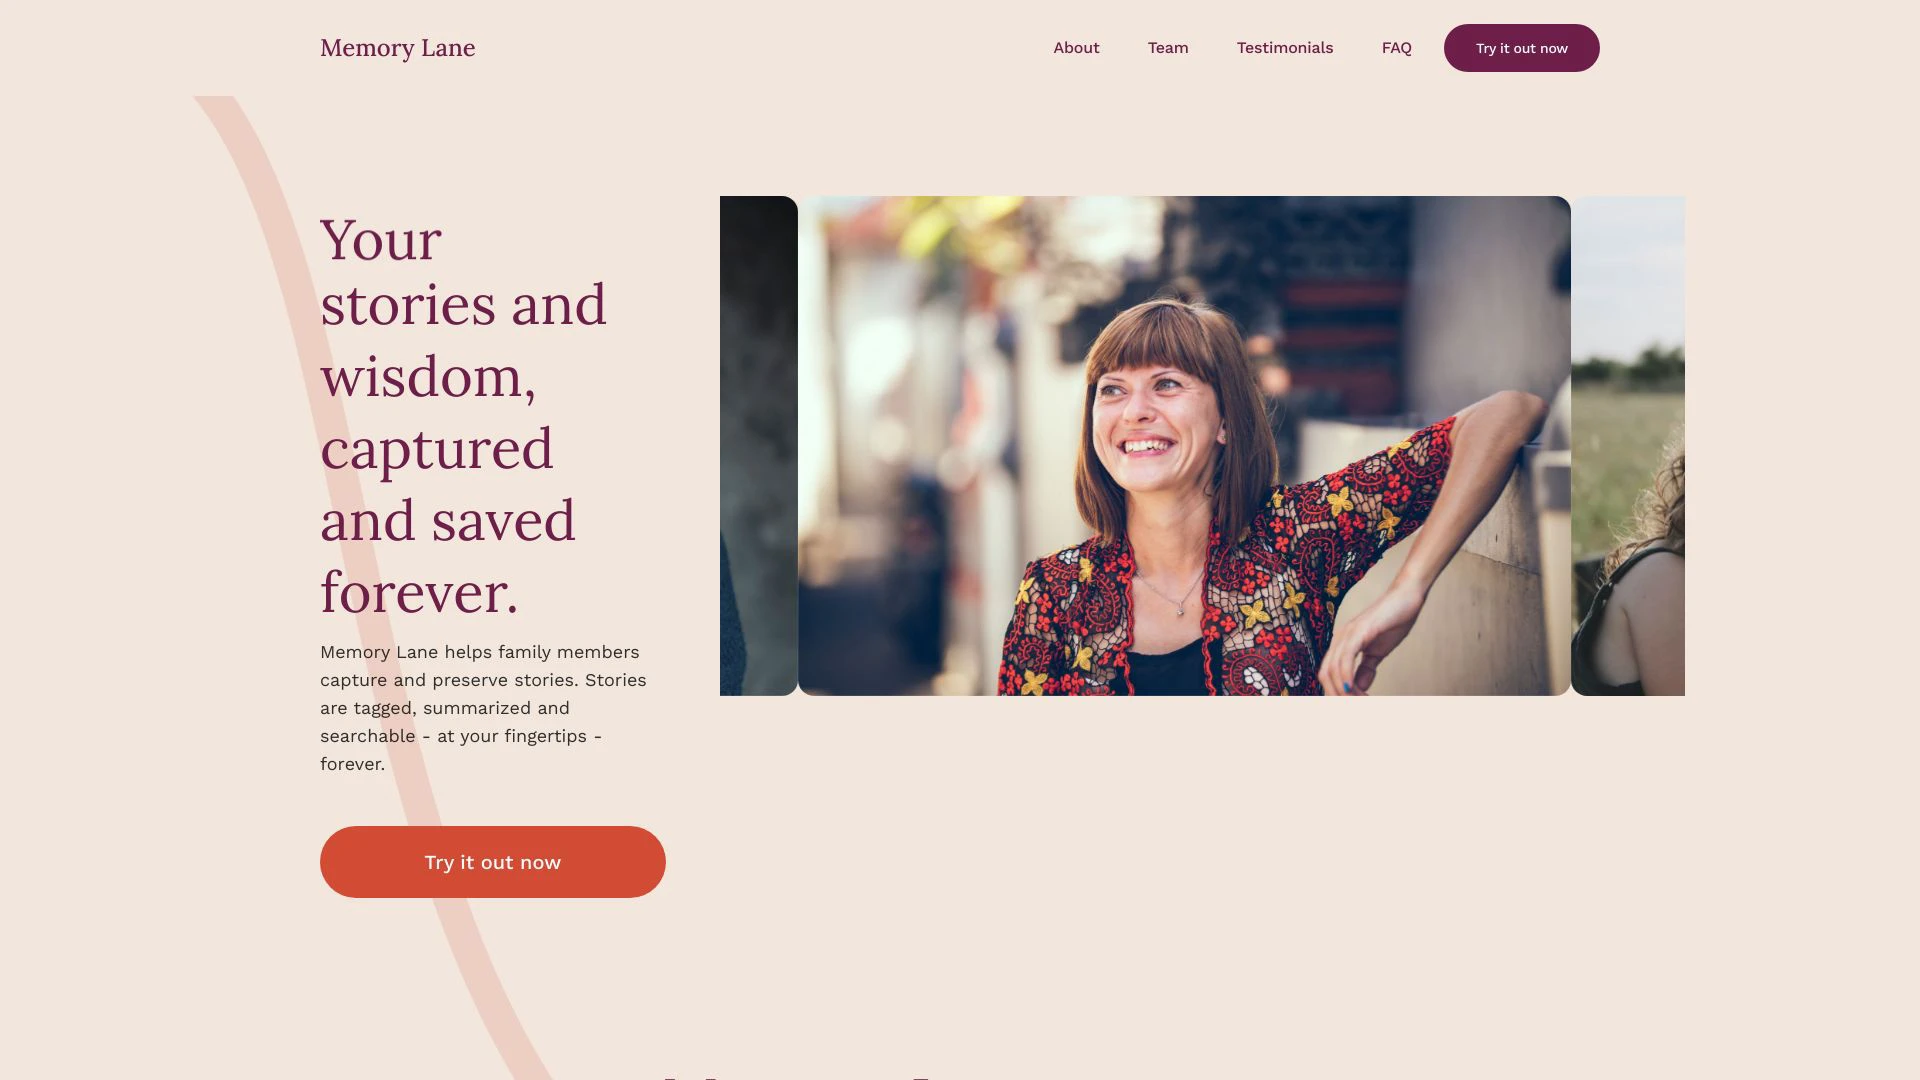 Memory Lane
About
Team
Testimonials
FAQ
Try it out now
Your
stories and
wisdom,
captured
and saved
forever.
Memory Lane helps family members
capture and preserve stories. Stories
are tagged, summarized and
searchable - at your fingertips -
forever.
Try it out now